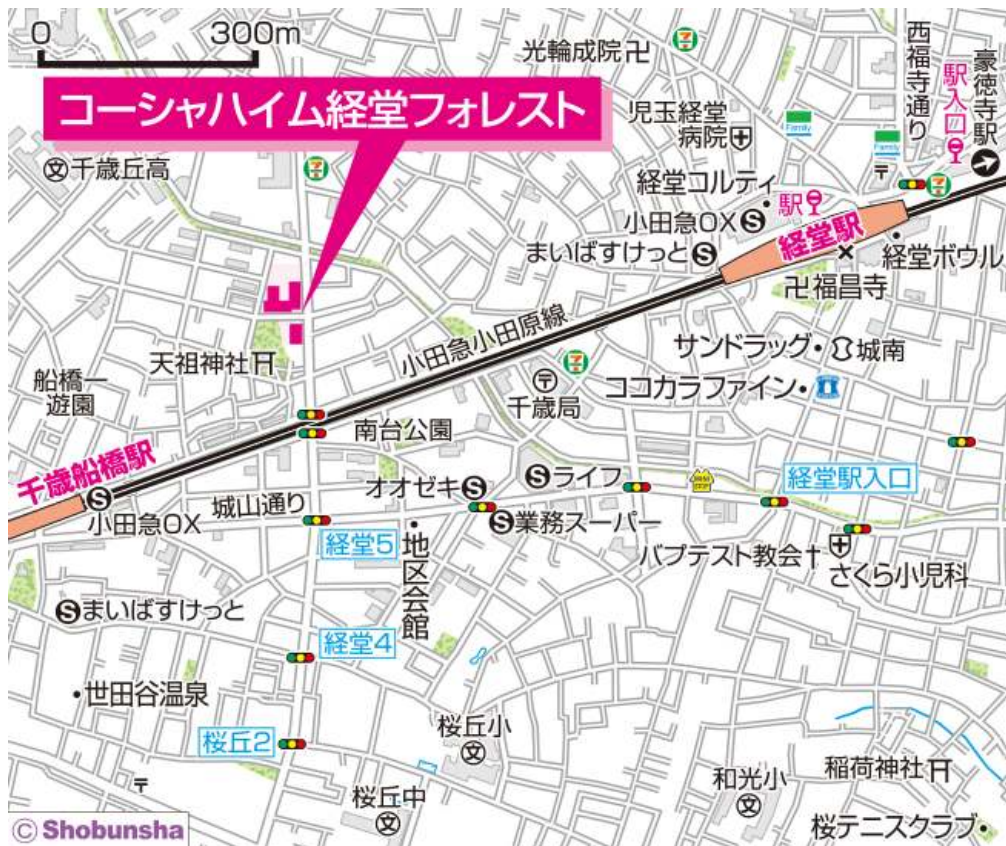 0 300m
コーシャハイム経堂フォレスト
光輪成院
西福寺通り
駅入口
豪徳寺駅
児玉経堂
病院
Family
Family
千歳丘高
経堂コルティ
駅
小田急OX
まいばすけっと
経堂駅
経堂ボウル
福昌寺
小田急小田原線
サンドラッグ
城南
天祖神社
船橋一
遊園
千歳局
ココカラファイン
南台公園
千歳船橋駅
小田急OX
城山通り
オオゼキ
ライフ
経堂駅入口
経堂5
地区会館
業務スーパー
バプテスト教会
さくら小児科
まいばすけっと
経堂4
世田谷温泉
桜丘2
桜丘小
桜丘中
和光小
稲荷神社
桜テニスクラブ
© Shobunsha